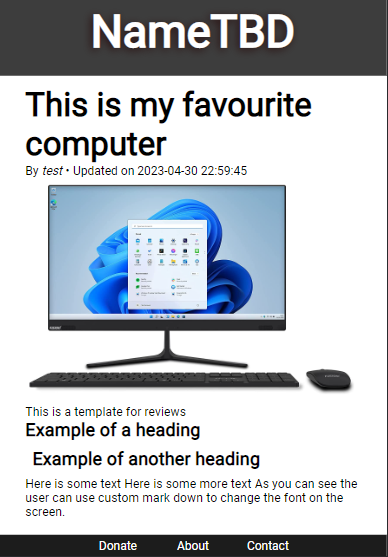 NameTBD
This is my favourite
computer
By test • Updated on 2023-04-30 22:59:45
This is a template for reviews
Example of a heading
Example of another heading
Here is some text Here is some more text As you can see the
user can use custom mark down to change the font on the
screen.
Donate About Contact